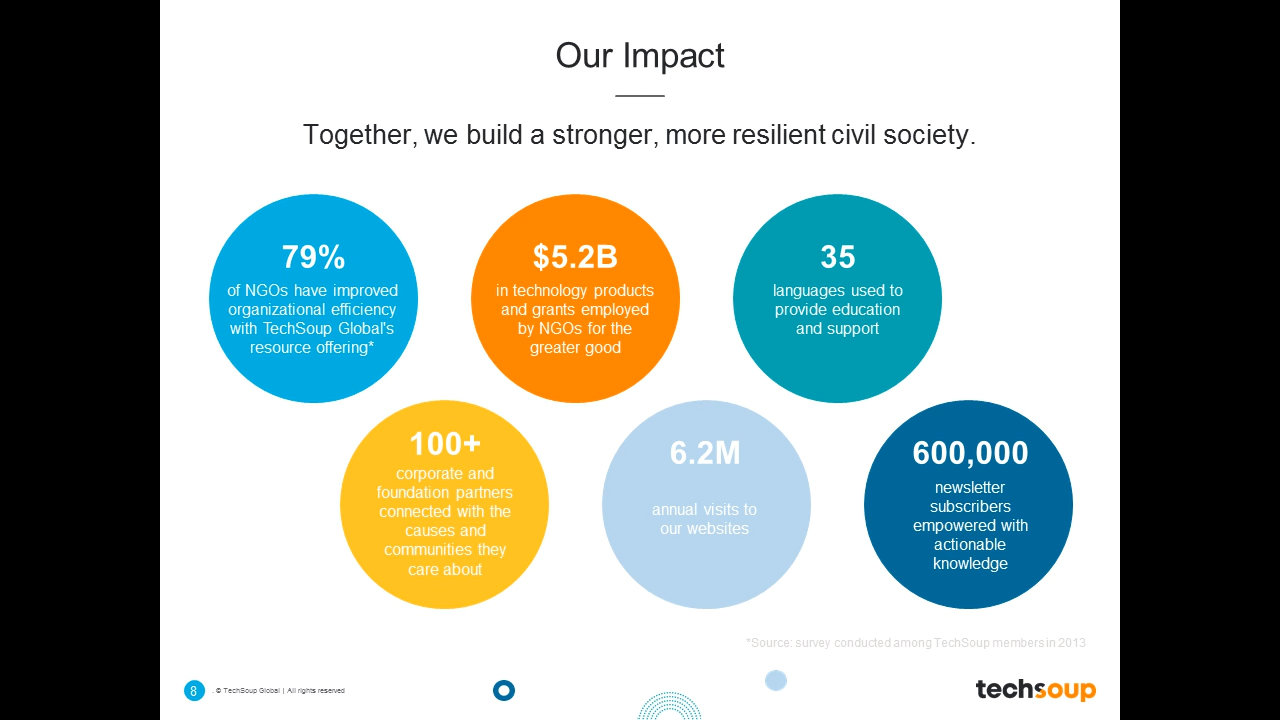 Our Impact
Together, we build a stronger, more resilient civil society.
79%
of NGOs have improved
organizational efficiency
with TechSoup Global's
resource offering*
$5.2B
in technology products
and grants employed
by NGOs for the
greater good
35
languages used to
provide education
and support
100+
corporate and
foundation partners
connected with the
causes and
communities they
care about
6.2M
annual visits to
our websites
600,000
newsletter
subscribers
empowered with
actionable
knowledge
*Source: survey conducted among TechSoup members in 2013
8 . © TechSoup Global | All rights reserved
techsoup